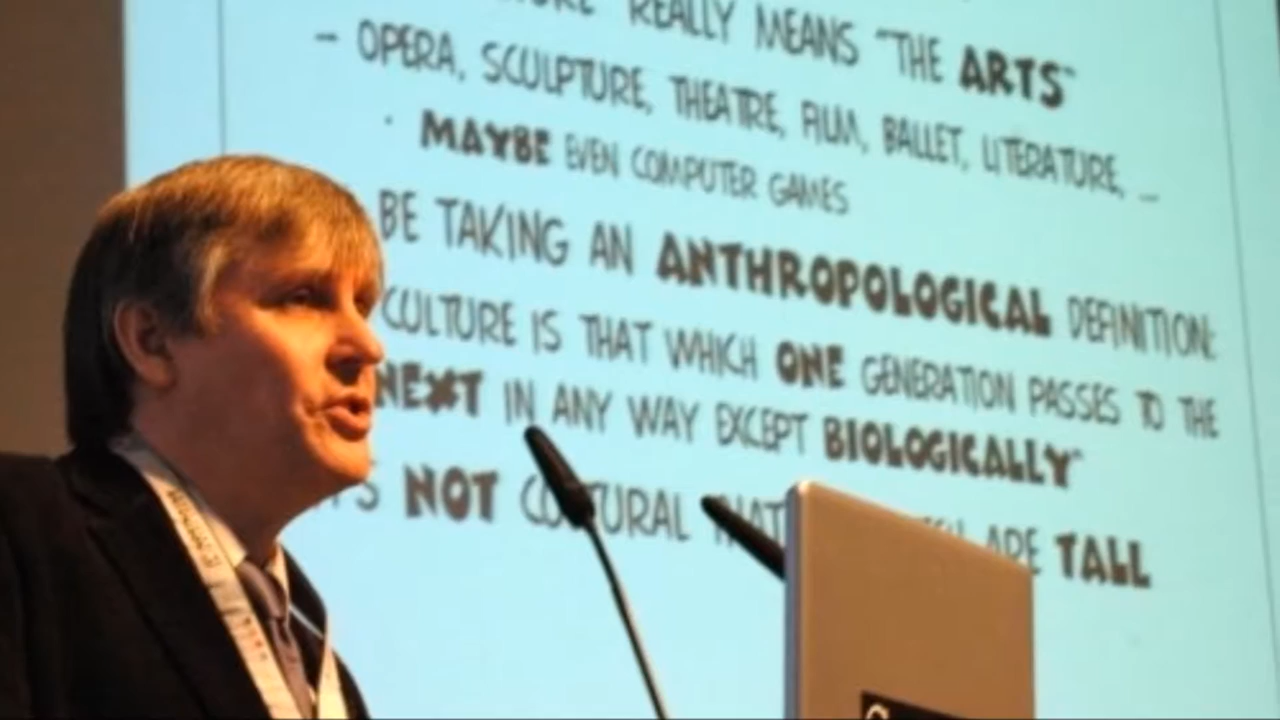 REALLY MEANS "THE ARTS"
- OPERA, SCULPTURE, THEATRE, FILM, BALLET, LITERATURE, ...
· MAYBE EVEN COMPUTER GAMES
BE TAKING AN ANTHROPOLOGICAL DEFINITION:
CULTURE IS THAT WHICH ONE GENERATION PASSES TO THE
NEXT IN ANY WAY EXCEPT BIOLOGICALLY"
NOT ARE TALL